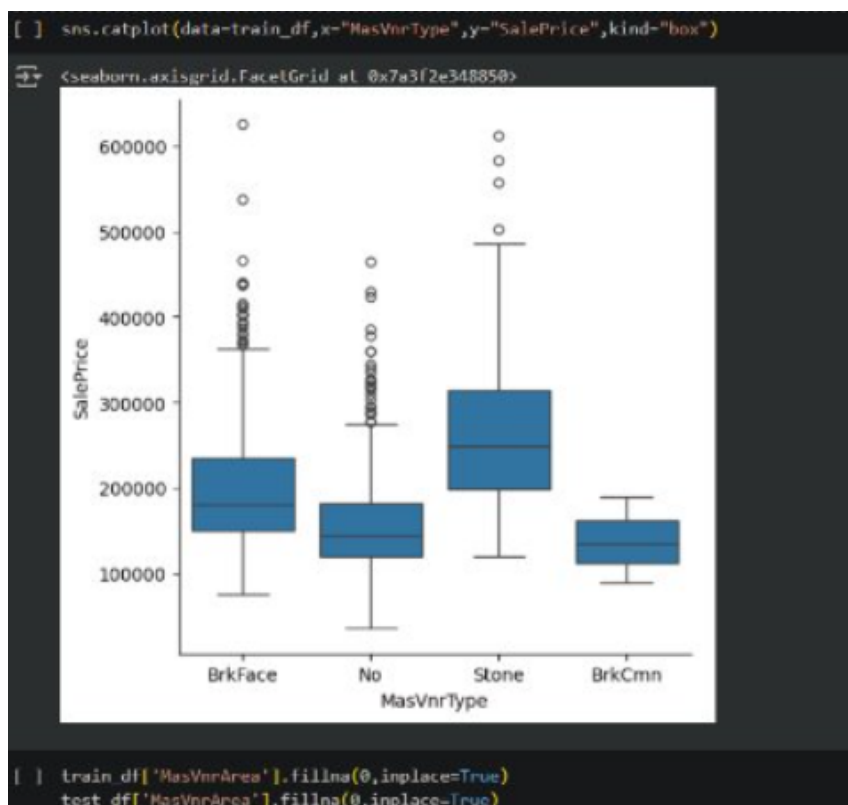 [ ] sns.catplot(data=train_df,x="MasVnrType",y="SalePrice",kind="box")
<seaborn.axisgrid.FacetGrid at 0x7a3f2e348850>
600000
500000
400000
300000
200000
100000
SalePrice
BrkFace No Stone BrkCmn
MasVnrType
[ ] train_df['MasVnrArea'].fillna(0,inplace=True)
test_df['MasVnrArea'].fillna(0,inplace=True)